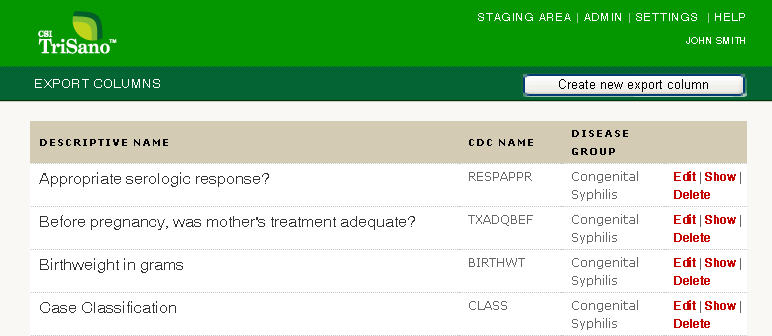 CSI
TriSano™
STAGING AREA | ADMIN | SETTINGS | HELP
JOHN SMITH
EXPORT COLUMNS
Create new export column
DESCRIPTIVE NAME CDC NAME DISEASE
GROUP
Appropriate serologic response? RESPAPPR Congenital Edit | Show |
Syphilis Delete
Before pregnancy, was mother's treatment adequate? TXADQBEF Congenital Edit | Show |
Syphilis Delete
Birthweight in grams BIRTHWT Congenital Edit | Show |
Syphilis Delete
Case Classification CLASS Congenital Edit | Show |
Syphilis Delete